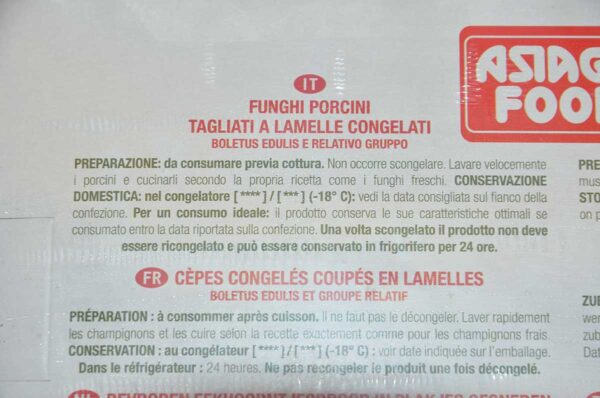 ASIAGO
FOOD
IT
FUNGHI PORCINI
TAGLIATI A LAMELLE CONGELATI
BOLETUS EDULIS E RELATIVO GRUPPO
PREPARAZIONE: da consumare previa cottura. Non occorre scongelare. Lavare velocemente
i porcini e cucinarli secondo la propria ricetta come i funghi freschi. CONSERVAZIONE
DOMESTICA: nel congelatore [****] / [***] (-18° C): vedi la data consigliata sul fianco della
confezione. Per un consumo ideale: il prodotto conserva le sue caratteristiche ottimali se
consumato entro la data riportata sulla confezione. Una volta scongelato il prodotto non deve
essere ricongelato e può essere conservato in frigorifero per 24 ore.
FR CÈPES CONGELÉS COUPÉS EN LAMELLES
BOLETUS EDULIS ET GROUPE RELATIF
PRÉPARATION : à consommer après cuisson. Il ne faut pas le décongeler. Laver rapidement
les champignons et les cuire selon la recette exactement comme pour les champignons frais.
CONSERVATION : au congélateur [****] / [***] (-18° C) : voir date indiquée sur l'emballage.
Dans le réfrigérateur : 24 heures. Ne pas recongeler le produit une fois décongelé.